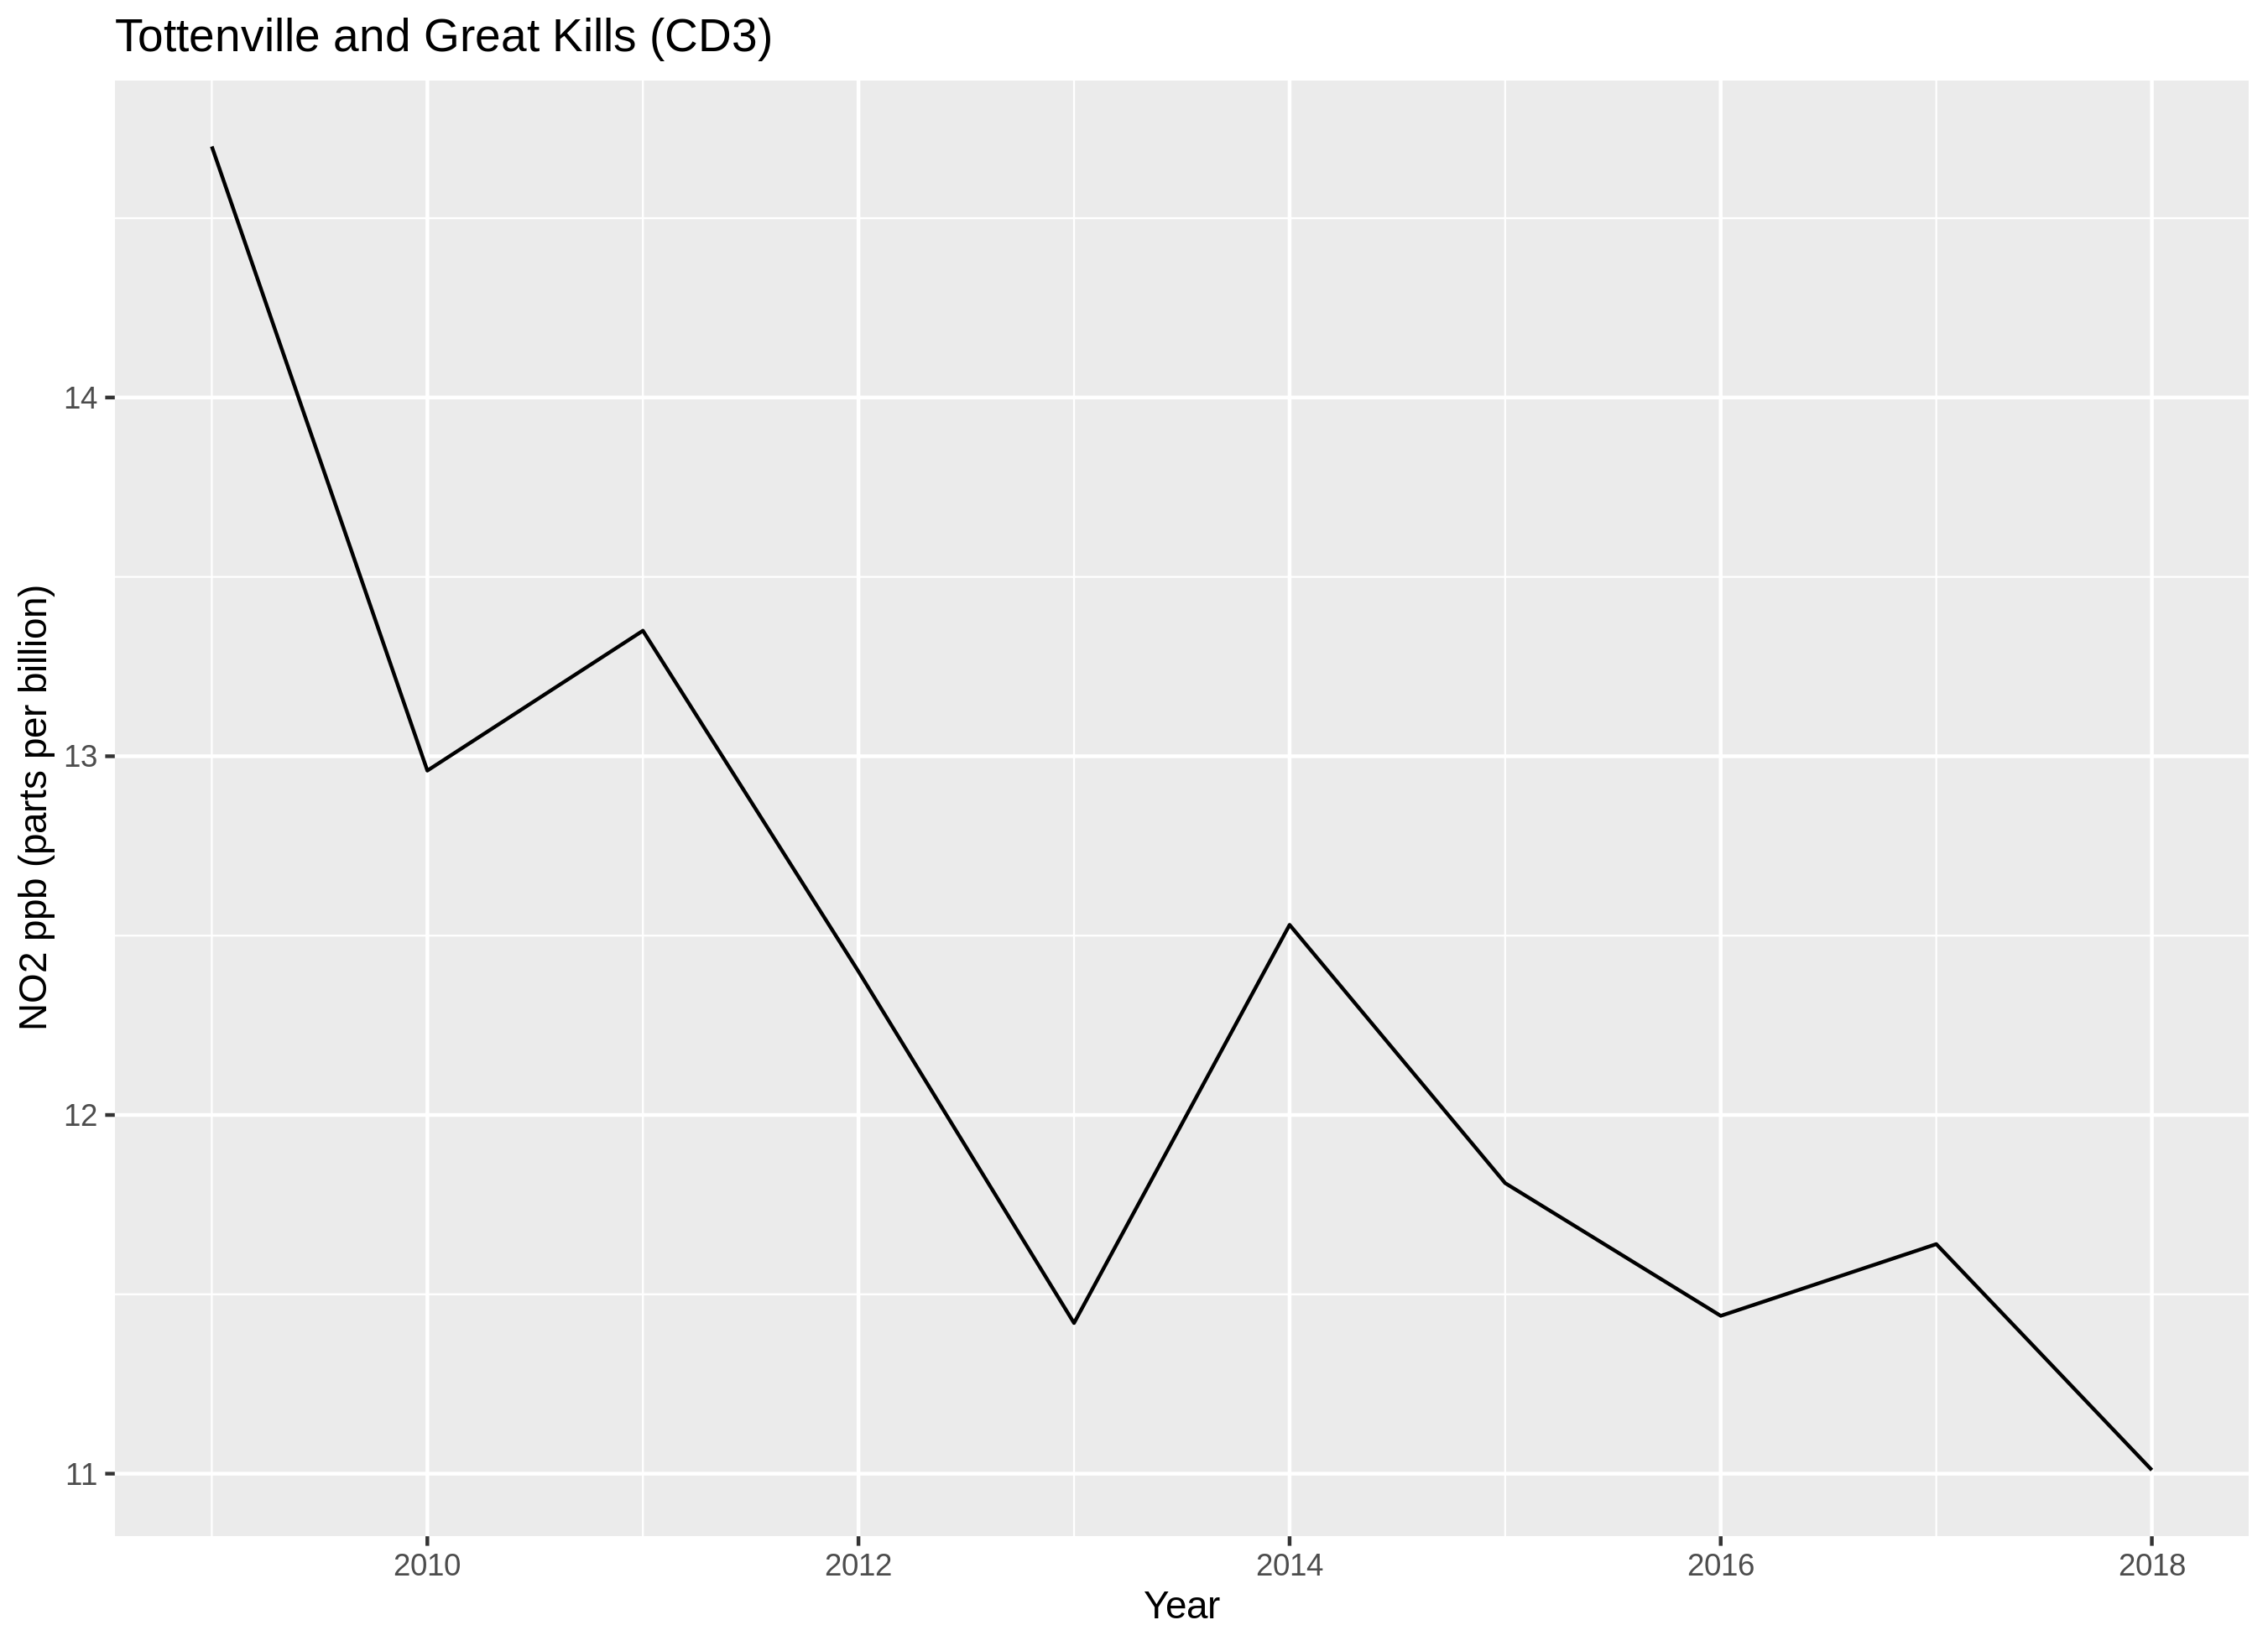 Tottenville and Great Kills (CD3)
NO2 ppb (parts per billion)
14
13
12
11
2010 2012 2014 2016 2018
Year